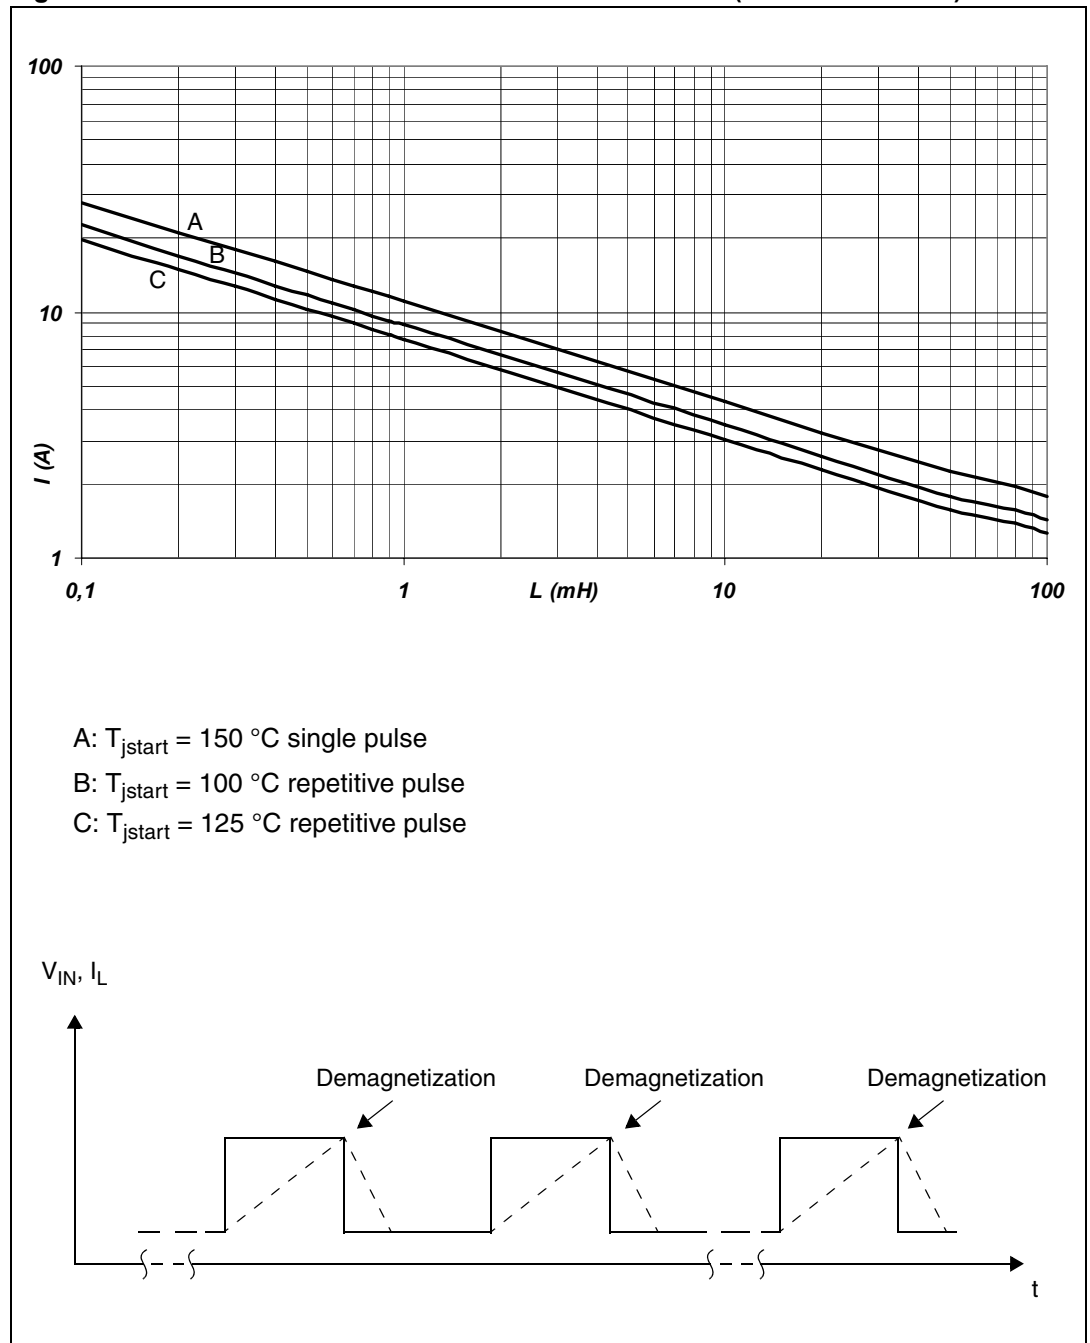 100
A
B
C
10
I (A)
1
0,1 1 L (mH) 10 100
A: Tjstart = 150 °C single pulse
B: Tjstart = 100 °C repetitive pulse
C: Tjstart = 125 °C repetitive pulse
VIN, IL
Demagnetization Demagnetization Demagnetization
t